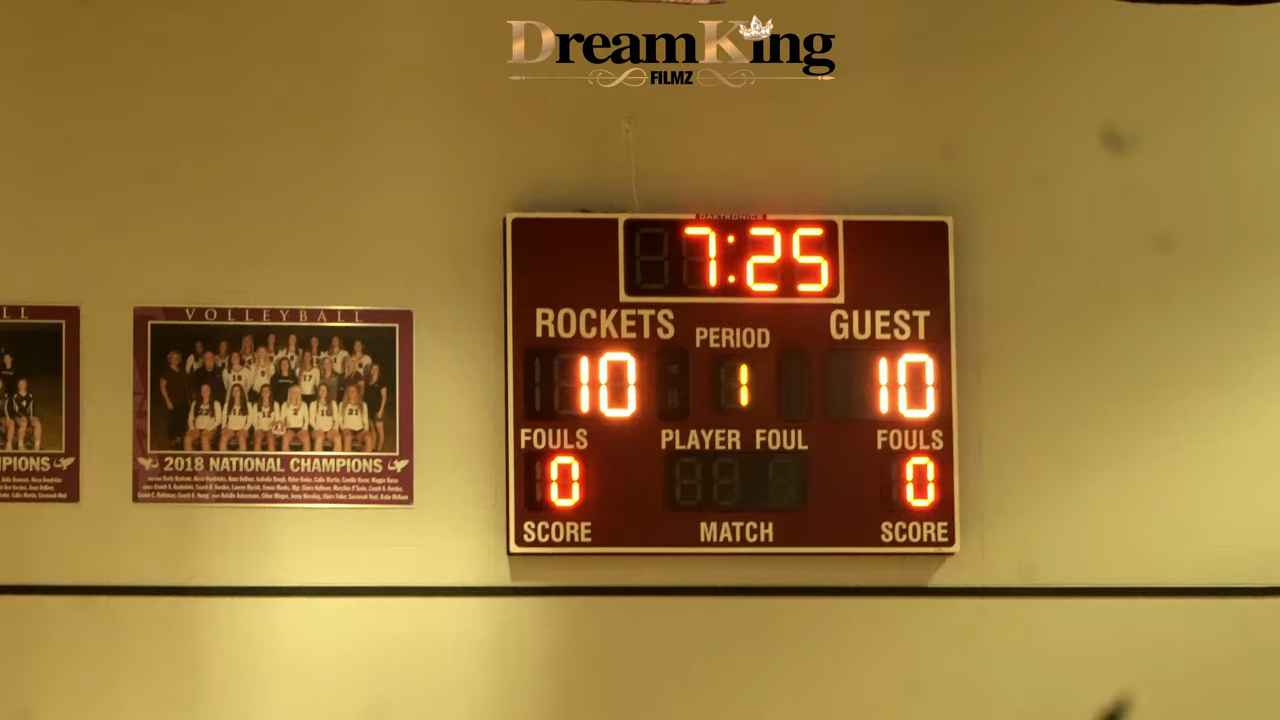 DreamKing
FILMZ
DAKTRONICS
7:25
ROCKETS
PERIOD
GUEST
10
1
10
FOULS
PLAYER FOUL
FOULS
0
0
SCORE
MATCH
SCORE
LL
PIONS
VOLLEYBALL
2018 NATIONAL CHAMPIONS